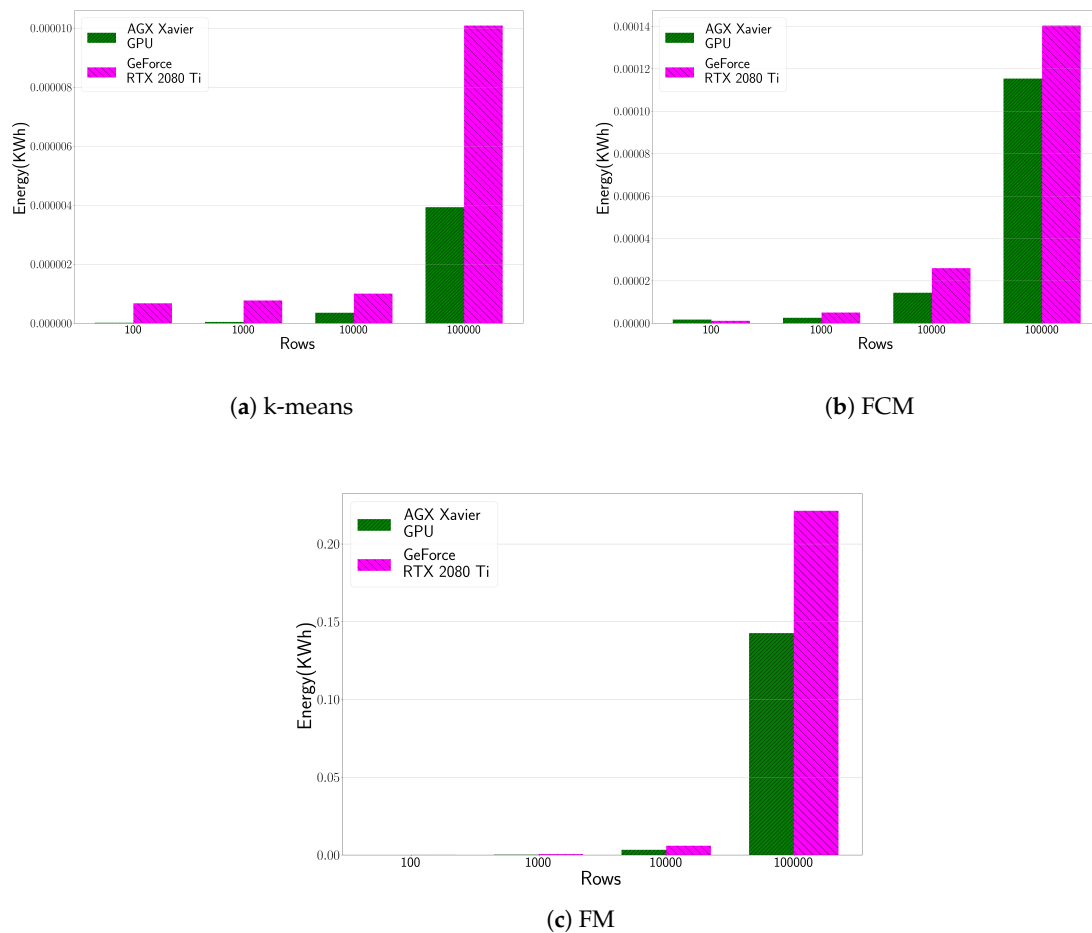 AGX Xavier
GPU
GeForce
RTX 2080 Ti
0.000010
0.000008
0.000006
0.000004
0.000002
0.000000
Energy(KWh)
100 1000 10000 100000
Rows
(a) k-means
AGX Xavier
GPU
GeForce
RTX 2080 Ti
0.00014
0.00012
0.00010
0.00008
0.00006
0.00004
0.00002
0.00000
Energy(KWh)
100 1000 10000 100000
Rows
(b) FCM
AGX Xavier
GPU
GeForce
RTX 2080 Ti
0.20
0.15
0.10
0.05
0.00
Energy(KWh)
100 1000 10000 100000
Rows
(c) FM